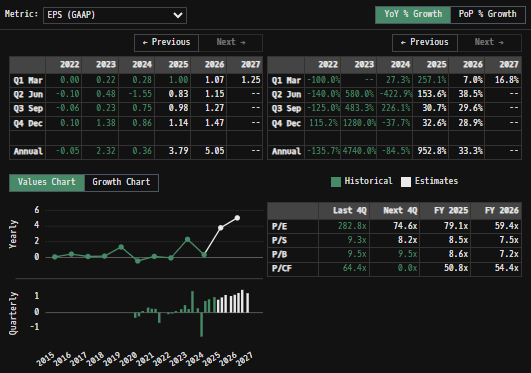 Metric: EPS (GAAP) YoY % Growth PoP % Growth
← Previous Next → ← Previous Next →
2022 2023 2024 2025 2026 2027 2022 2023 2024 2025 2026 2027
Q1 Mar 0.00 0.22 0.28 1.00 1.07 1.25 Q1 Mar -100.0% -- 27.3% 257.1% 7.0% 16.8%
Q2 Jun -0.10 0.48 -1.55 0.83 1.15 -- Q2 Jun -140.0% 580.0% -422.9% 153.6% 38.5% --
Q3 Sep -0.06 0.23 0.75 0.98 1.27 -- Q3 Sep -125.0% 483.3% 226.1% 30.7% 29.6% --
Q4 Dec 0.10 1.38 0.86 1.14 1.47 -- Q4 Dec 115.2% 1280.0% -37.7% 32.6% 28.9% --
Annual -0.05 2.32 0.36 3.79 5.05 -- Annual -135.7% 4740.0% -84.5% 952.8% 33.3% --
Values Chart Growth Chart Historical Estimates
Last 4Q Next 4Q FY 2025 FY 2026
P/E 282.8x 74.6x 79.1x 59.4x
P/S 9.3x 8.2x 8.5x 7.5x
P/B 9.5x 9.5x 8.6x 7.2x
P/CF 64.4x 0.0x 50.8x 54.4x
Yearly
6
4
2
0
Quarterly
1
0
-1
2015 2016 2017 2018 2019 2020 2021 2022 2023 2024 2025 2026 2027